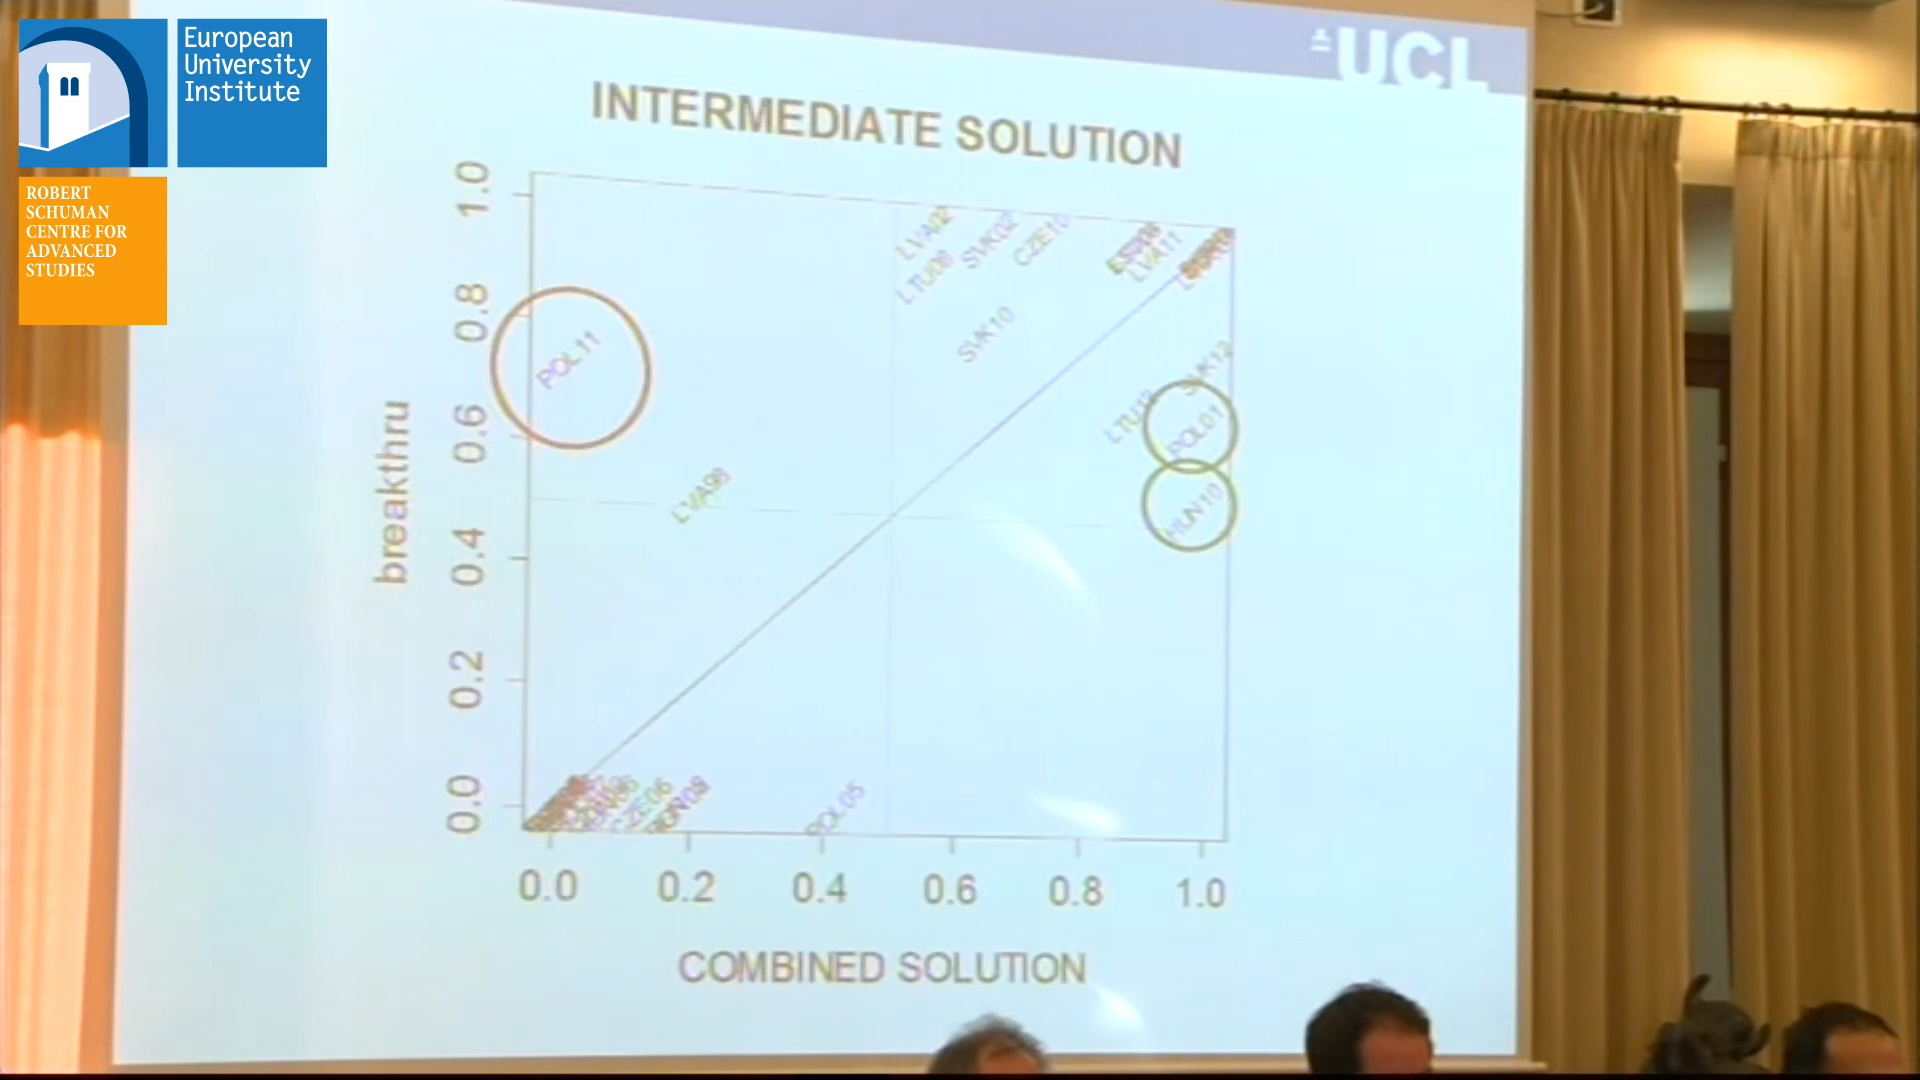 European
University
Institute
ROBERT
SCHUMAN
CENTRE FOR
ADVANCED
STUDIES
UCL
INTERMEDIATE SOLUTION
breakthru
1.0
0.8
0.6
0.4
0.2
0.0
LVA02
SVK02
CZE10
LVA11
LTU08
SVK10
POL11
SVK12
LTU12
POL01
LVA98
HUN10
CZE06
POL05
0.0 0.2 0.4 0.6 0.8 1.0
COMBINED SOLUTION